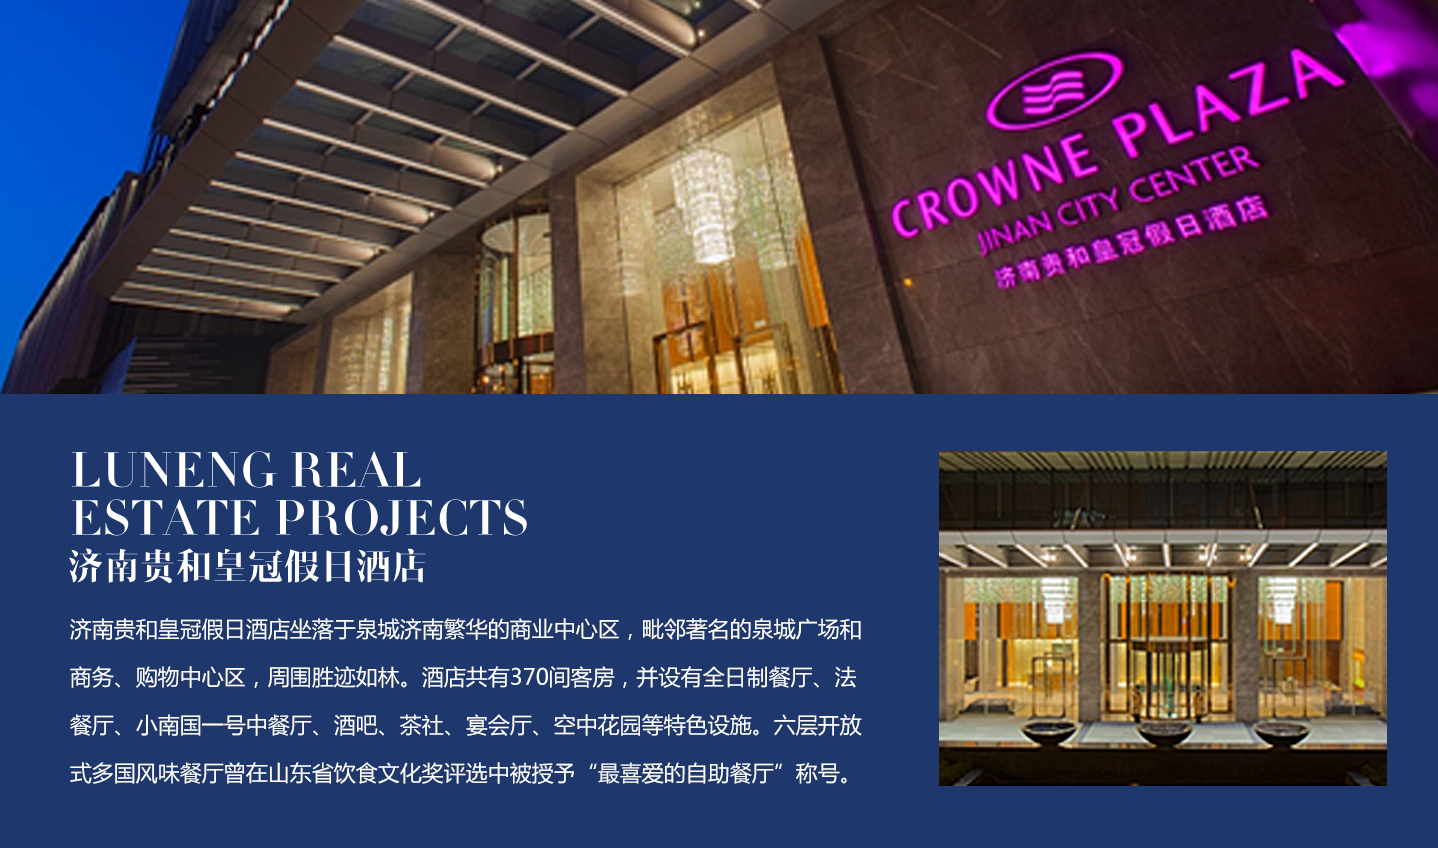 CROWNE PLAZA
JINAN CITY CENTER
济南贵和皇冠假日酒店
LUNENG REAL
ESTATE PROJECTS
济南贵和皇冠假日酒店
济南贵和皇冠假日酒店坐落于泉城济南繁华的商业中心区，毗邻著名的泉城广场和
商务、购物中心区，周围胜迹如林。酒店共有370间客房，并设有全日制餐厅、法
餐厅、小南国一号中餐厅、酒吧、茶社、宴会厅、空中花园等特色设施。六层开放
式多国风味餐厅曾在山东省饮食文化奖评选中被授予“最喜爱的自助餐厅”称号。